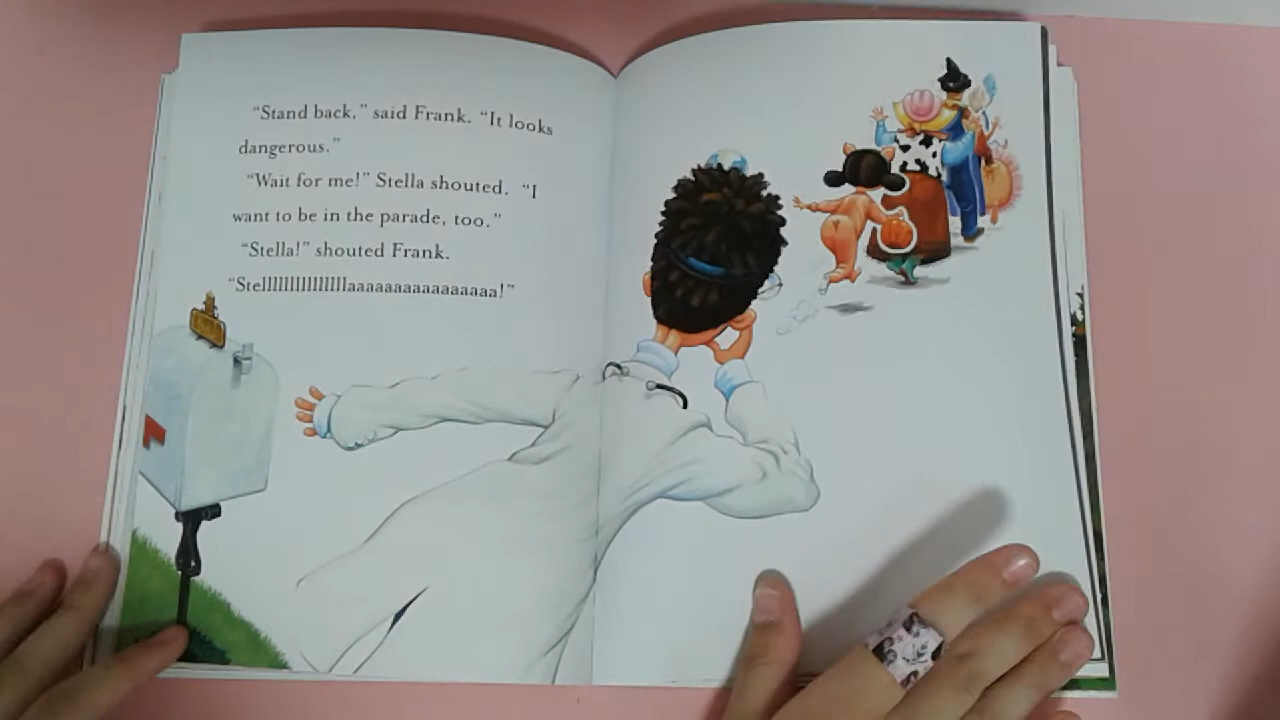 “Stand back,” said Frank. “It looks
dangerous.”
“Wait for me!” Stella shouted. “I
want to be in the parade, too.”
“Stella!” shouted Frank.
“Stelllllllllllllllaaaaaaaaaaaaaaaa!”